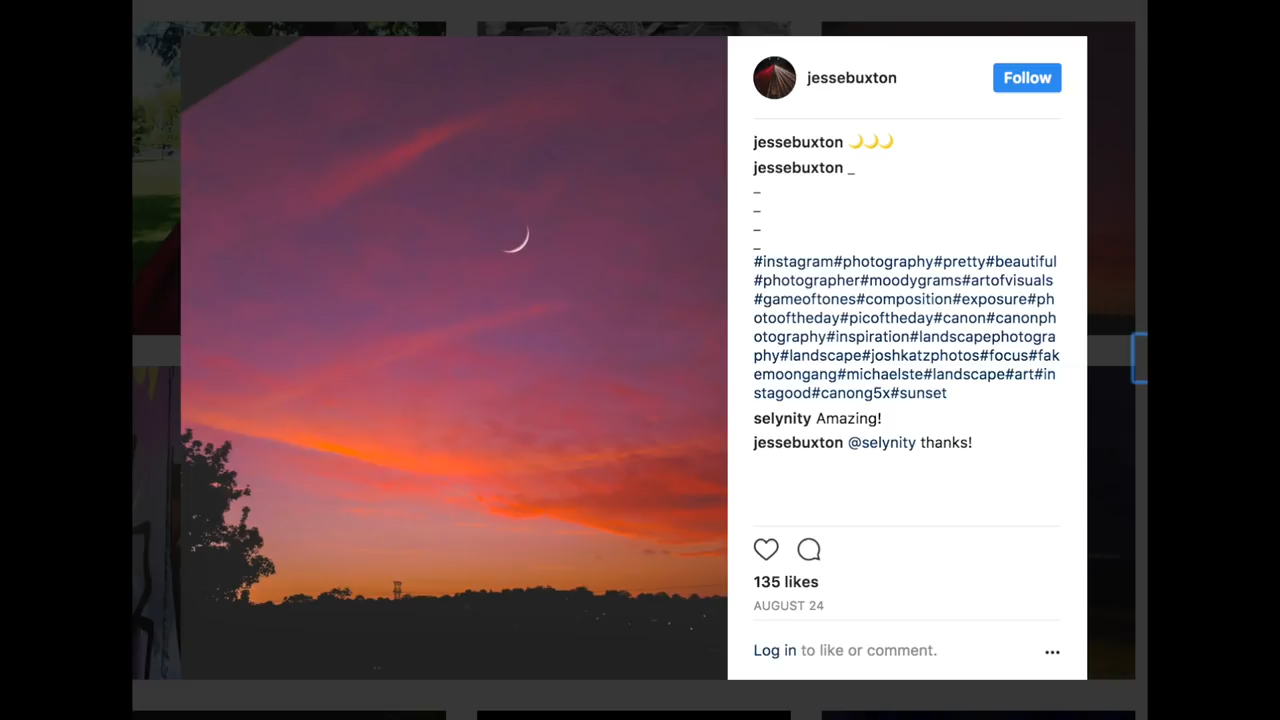 jessebuxton
Follow
jessebuxton 🌙🌙🌙
jessebuxton _
_
_
_
_
#instagram#photography#pretty#beautiful
#photographer#moodygrams#artofvisuals
#gameoftones#composition#exposure#ph
otooftheday#picoftheday#canon#canonph
otography#inspiration#landscapephotogra
phy#landscape#joshkatzphotos#focus#fak
emoongang#michaelste#landscape#art#in
stagood#canong5x#sunset
selynity Amazing!
jessebuxton @selynity thanks!
135 likes
AUGUST 24
Log in to like or comment.